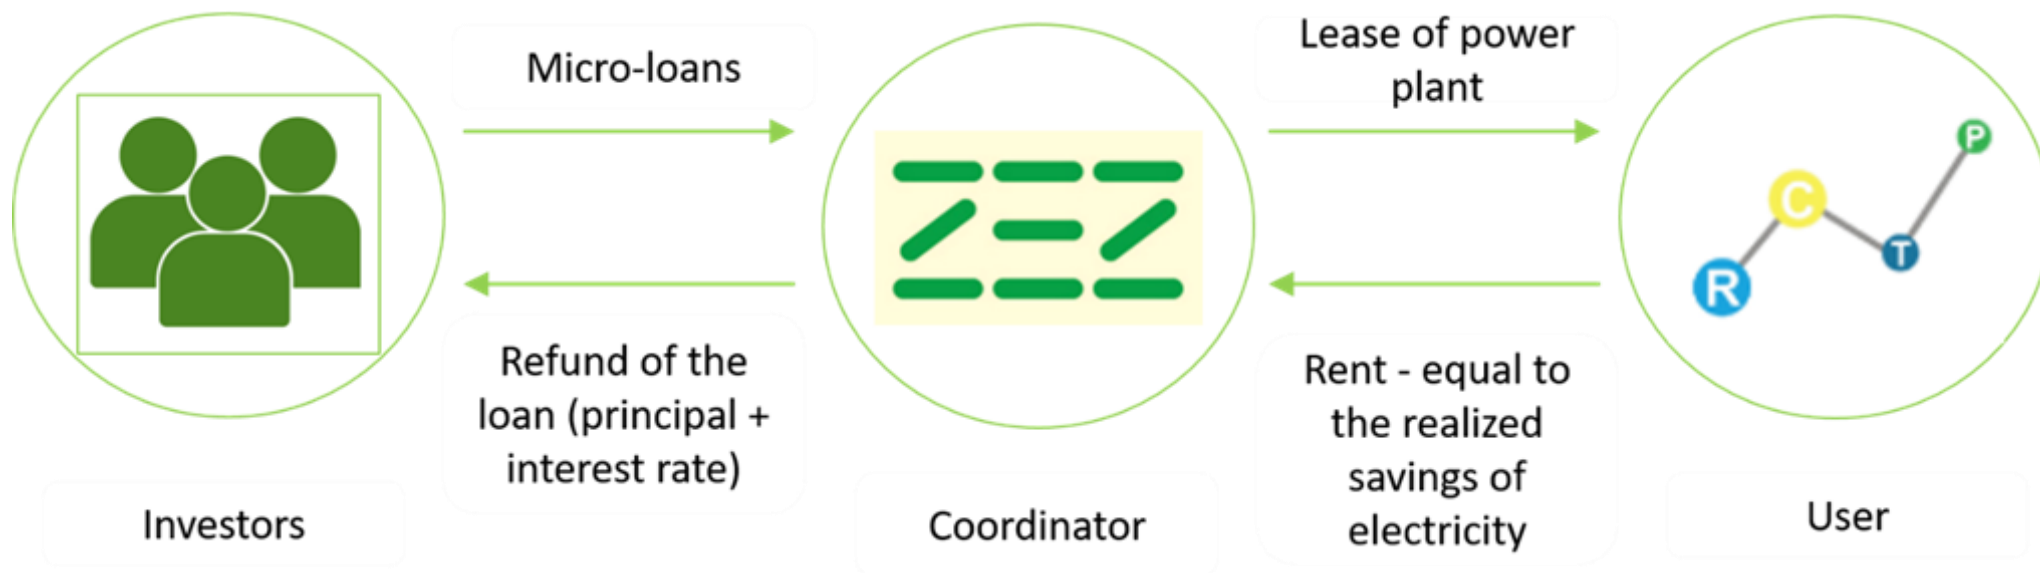 Micro-loans
Lease of power
plant
R
C
T
P
Refund of the
loan (principal +
interest rate)
Rent - equal to
the realized
savings of
electricity
Investors
Coordinator
User